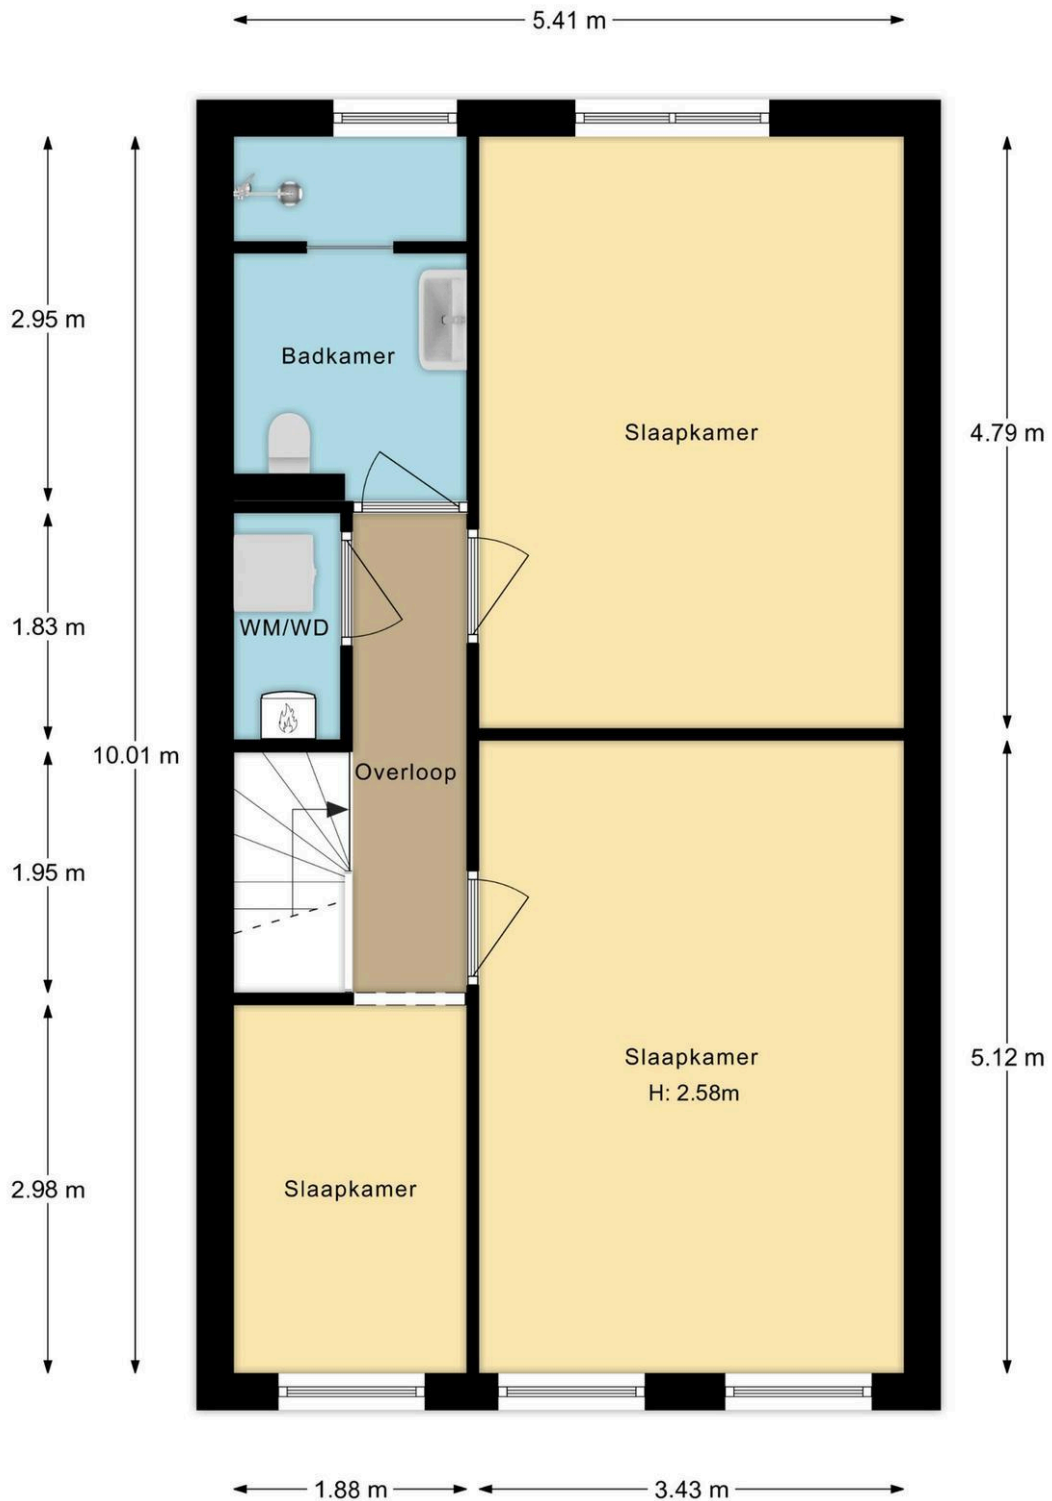 5.41 m
2.95 m
Badkamer
Slaapkamer
4.79 m
1.83 m
WM/WD
10.01 m
Overloop
1.95 m
Slaapkamer
H: 2.58m
5.12 m
2.98 m
Slaapkamer
1.88 m
3.43 m